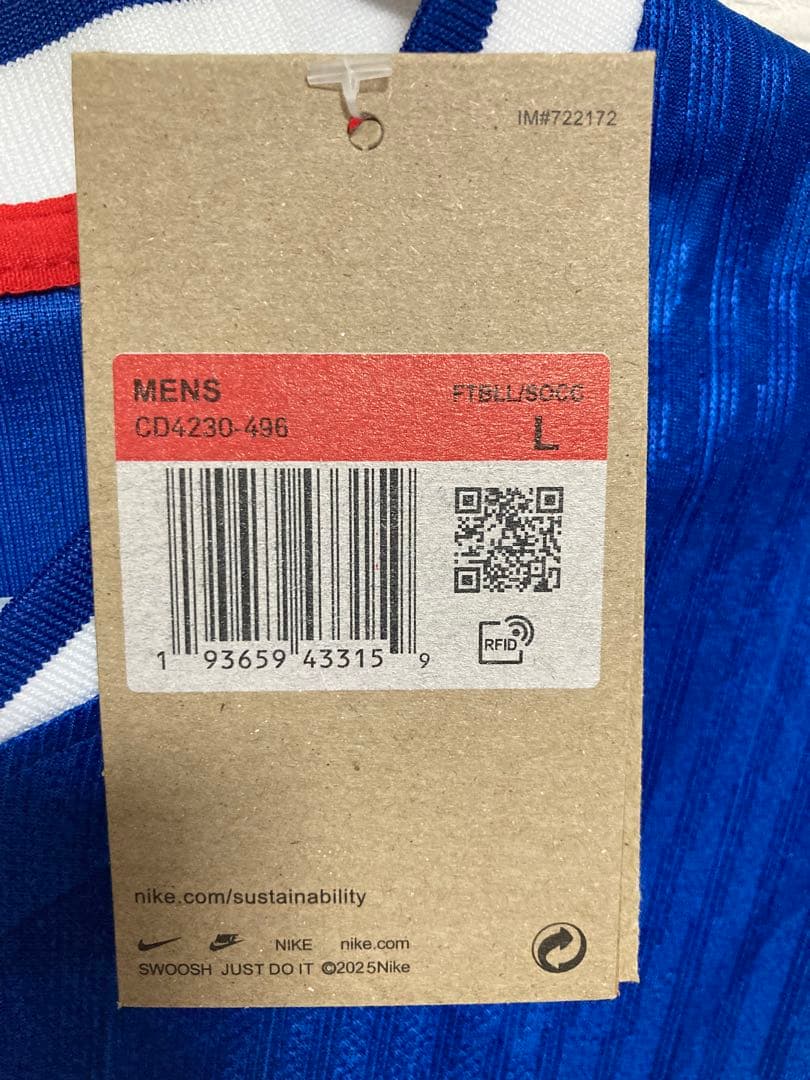 IM#722172
MENS FTBLL/SOCC
CD4230-496 L
1 93659 43315 9
RFID
nike.com/sustainability
NIKE nike.com
SWOOSH JUST DO IT ©2025Nike